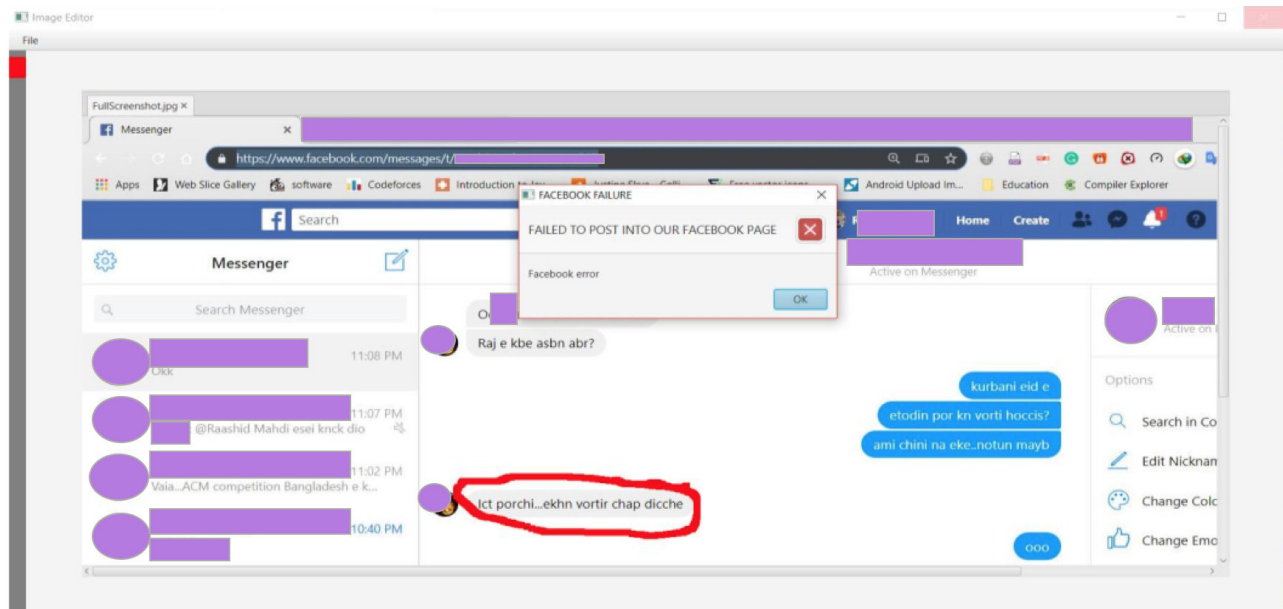 Image Editor
File
FullScreenshot.jpg ×
Messenger ×
https://www.facebook.com/messages/t/
Apps Web Slice Gallery software Codeforces Introduction Android Upload Im... Education Compiler Explorer
FACEBOOK FAILURE
FAILED TO POST INTO OUR FACEBOOK PAGE
Facebook error
OK
Search
Home Create
Messenger
Active on Messenger
Search Messenger
11:08 PM
Okk
11:07 PM
@Raashid Mahdi esei knck dio
11:02 PM
Vaia...ACM competition Bangladesh e k...
10:40 PM
Raj e kbe asbn abr?
kurbani eid e
etodin por kn vorti hoccis?
ami chini na eke..notun mayb
Ict porchi...ekhn vortir chap dicche
ooo
Active on
Options
Search in Co
Edit Nicknam
Change Colo
Change Emo